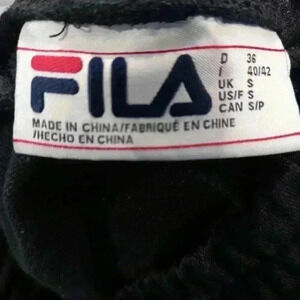 FILA
D 36
I 40/42
UK S
US/F S
CAN S/P
MADE IN CHINA/FABRIQUÉ EN CHINE
/HECHO EN CHINA